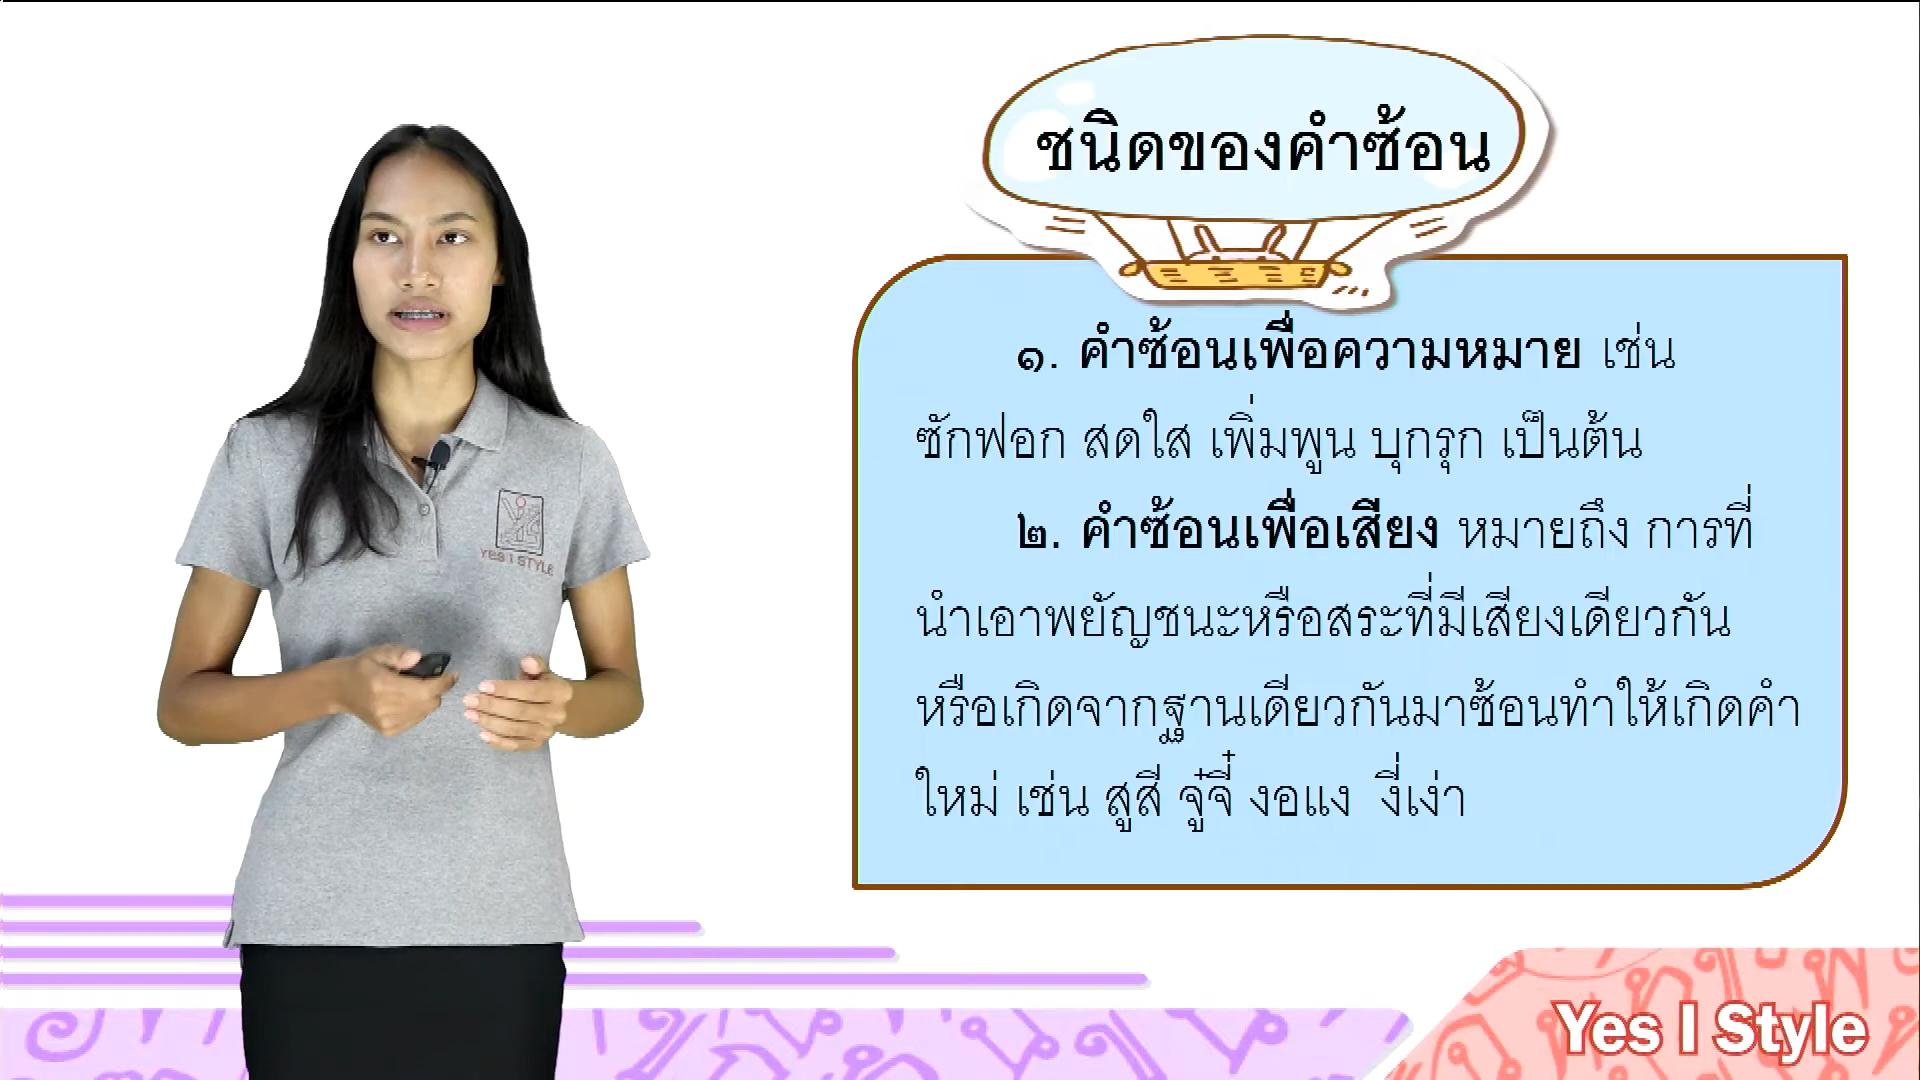 ชนิดของคำซ้อน
๑. คำซ้อนเพื่อความหมาย เช่น
ซักฟอก สดใส เพิ่มพูน บุกรุก เป็นต้น
๒. คำซ้อนเพื่อเสียง หมายถึง การที่
นำเอาพยัญชนะหรือสระที่มีเสียงเดียวกัน
หรือเกิดจากฐานเดียวกันมาซ้อนทำให้เกิดคำ
ใหม่ เช่น สูสี จู๋จี๋ งอแง งี่เง่า
YES I STYLE
Yes I Style